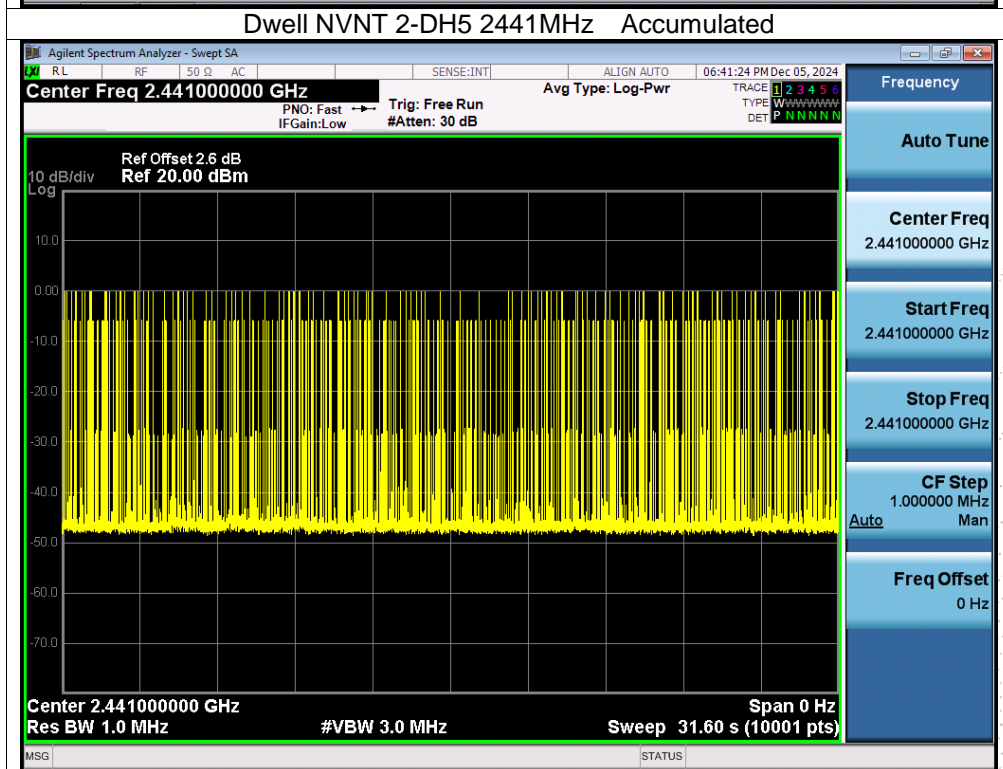 Dwell NVNT 2-DH5 2441MHz Accumulated
Agilent Spectrum Analyzer - Swept SA
LXI RL RF 50 Ω AC SENSE:INT ALIGN AUTO 06:41:24 PM Dec 05, 2024
Center Freq 2.441000000 GHz
PNO: Fast
IFGain:Low
Trig: Free Run
#Atten: 30 dB
Avg Type: Log-Pwr
TRACE 1 2 3 4 5 6
TYPE WWWWWWW
DET P N N N N N
Frequency
Ref Offset 2.6 dB
10 dB/div Ref 20.00 dBm
Log
10.0
0.00
-10.0
-20.0
-30.0
-40.0
-50.0
-60.0
-70.0
Center 2.441000000 GHz Span 0 Hz
Res BW 1.0 MHz #VBW 3.0 MHz Sweep 31.60 s (10001 pts)
Auto Tune
Center Freq
2.441000000 GHz
Start Freq
2.441000000 GHz
Stop Freq
2.441000000 GHz
CF Step
1.000000 MHz
Auto Man
Freq Offset
0 Hz
MSG STATUS